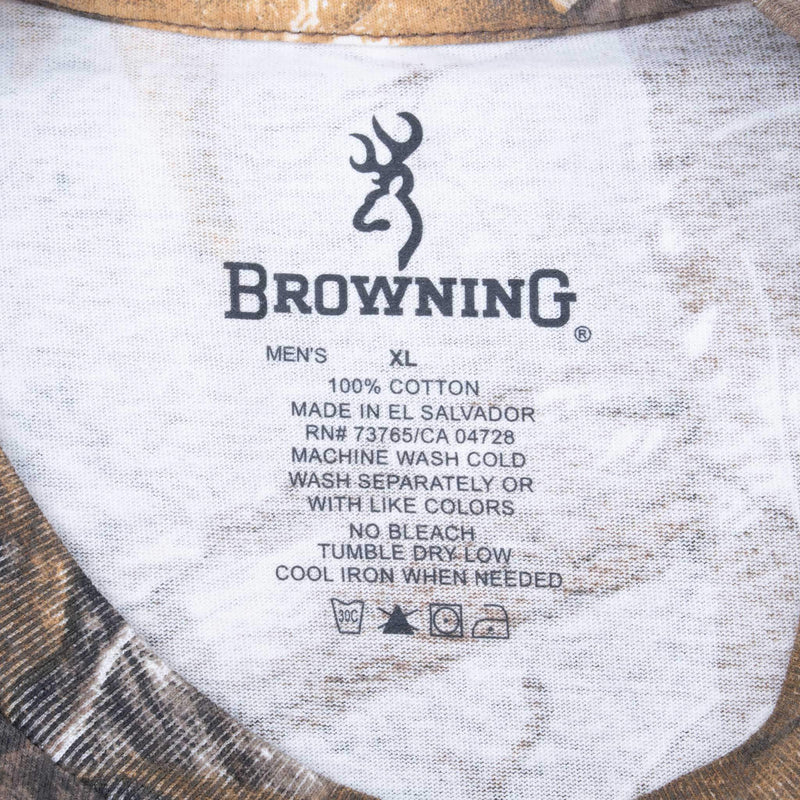 BROWNING®
MEN'S XL
100% COTTON
MADE IN EL SALVADOR
RN# 73765/CA 04728
MACHINE WASH COLD
WASH SEPARATELY OR
WITH LIKE COLORS
NO BLEACH
TUMBLE DRY LOW
COOL IRON WHEN NEEDED
30C